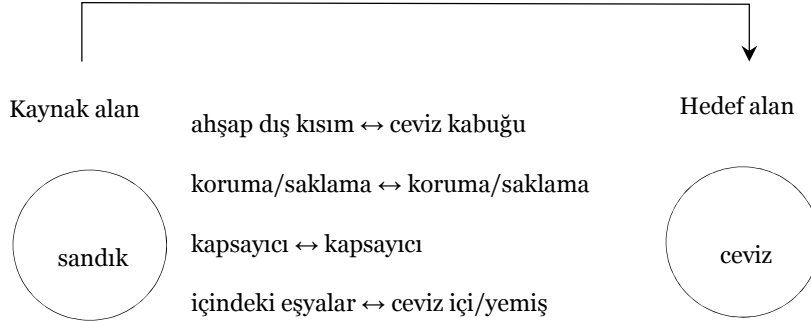 Kaynak alan
Hedef alan
ahşap dış kısım ↔ ceviz kabuğu
koruma/saklama ↔ koruma/saklama
sandık
kapsayıcı ↔ kapsayıcı
ceviz
içindeki eşyalar ↔ ceviz içi/yemiş